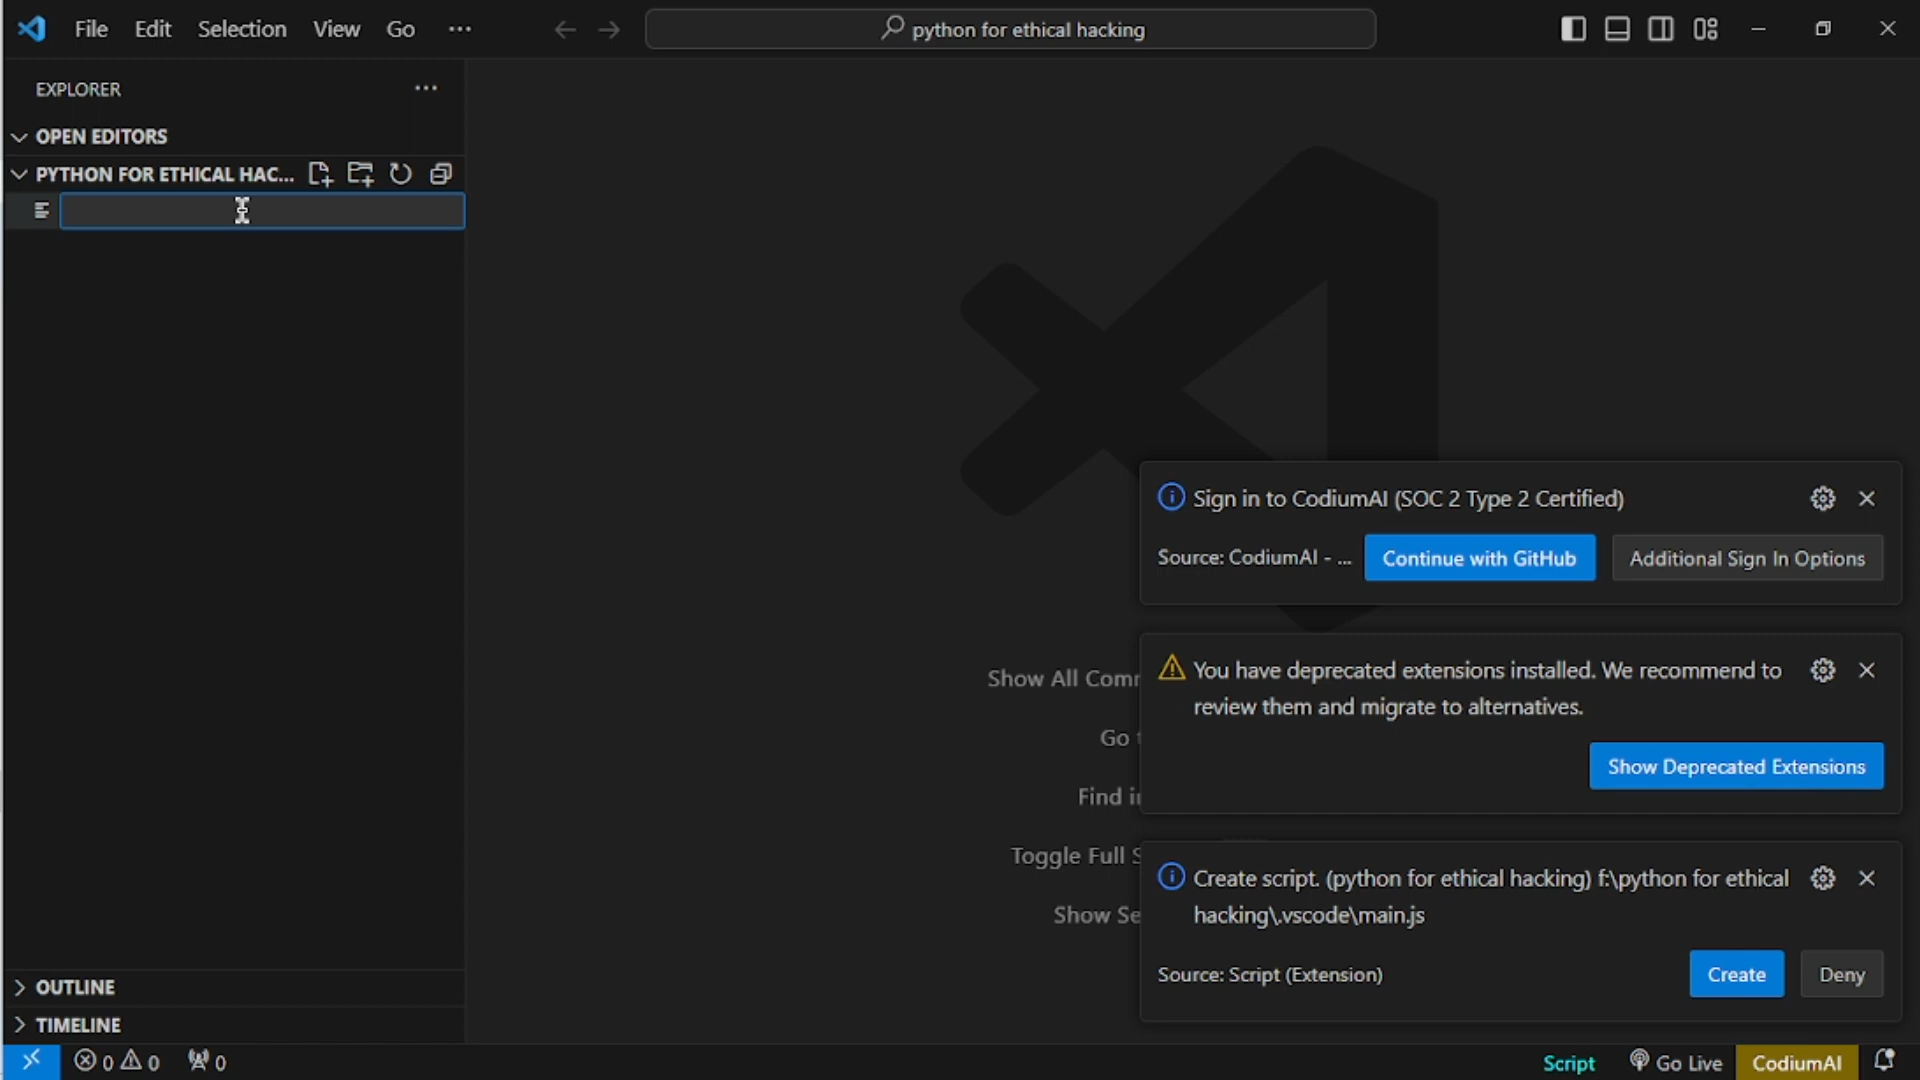 File Edit Selection View Go ···
python for ethical hacking
EXPLORER
OPEN EDITORS
PYTHON FOR ETHICAL HAC...
Sign in to CodiumAI (SOC 2 Type 2 Certified)
Source: CodiumAI - ... Continue with GitHub Additional Sign In Options
Show All Comm
You have deprecated extensions installed. We recommend to
review them and migrate to alternatives.
Go t
Show Deprecated Extensions
Find in
Toggle Full S
Create script. (python for ethical hacking) f:\python for ethical
hacking\.vscode\main.js
Show Se
Source: Script (Extension) Create Deny
OUTLINE
TIMELINE
0 0 0 Script Go Live CodiumAI